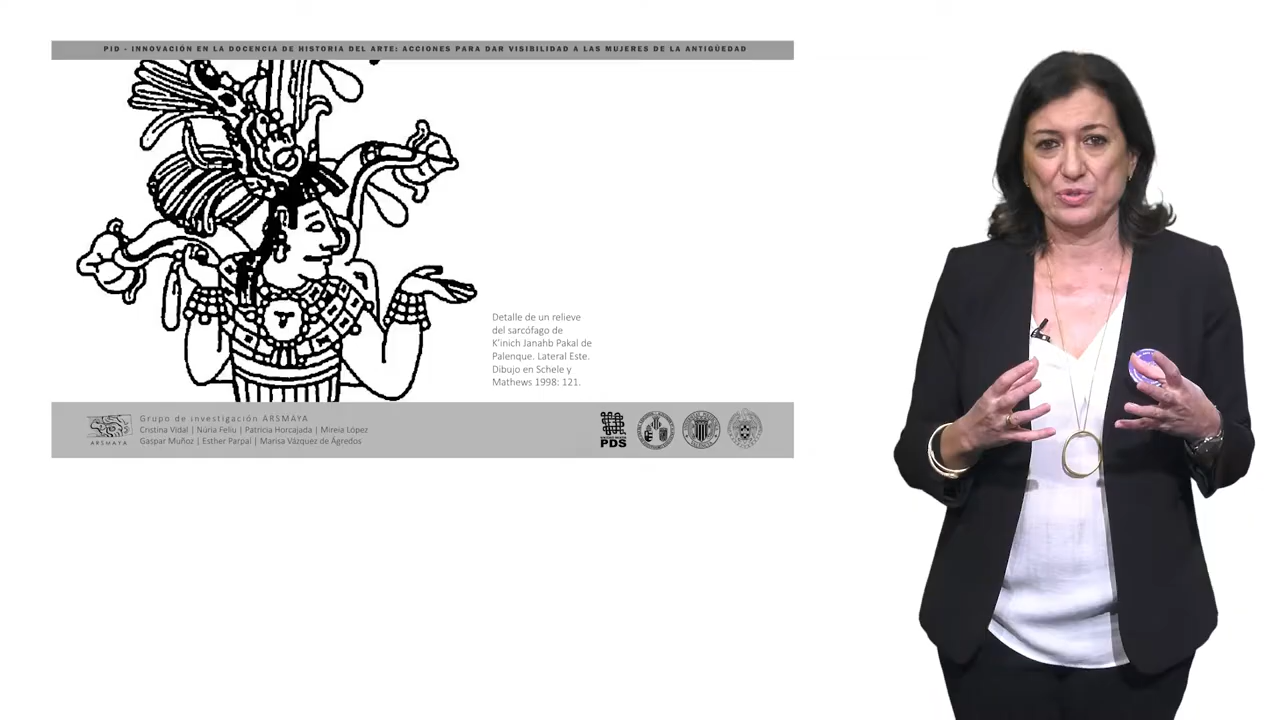 PID - INNOVACIÓN EN LA DOCENCIA DE HISTORIA DEL ARTE: ACCIONES PARA DAR VISIBILIDAD A LAS MUJERES DE LA ANTIGÜEDAD
Detalle de un relieve
del sarcófago de
K'inich Janahb Pakal de
Palenque. Lateral Este.
Dibujo en Schele y
Mathews 1998: 121.
Grupo de investigación ARSMAYA
Cristina Vidal | Núria Feliu | Patricia Horcajada | Mireia López
Gaspar Muñoz | Esther Parpal | Marisa Vázquez de Ágredos
ARSMAYA
PDS